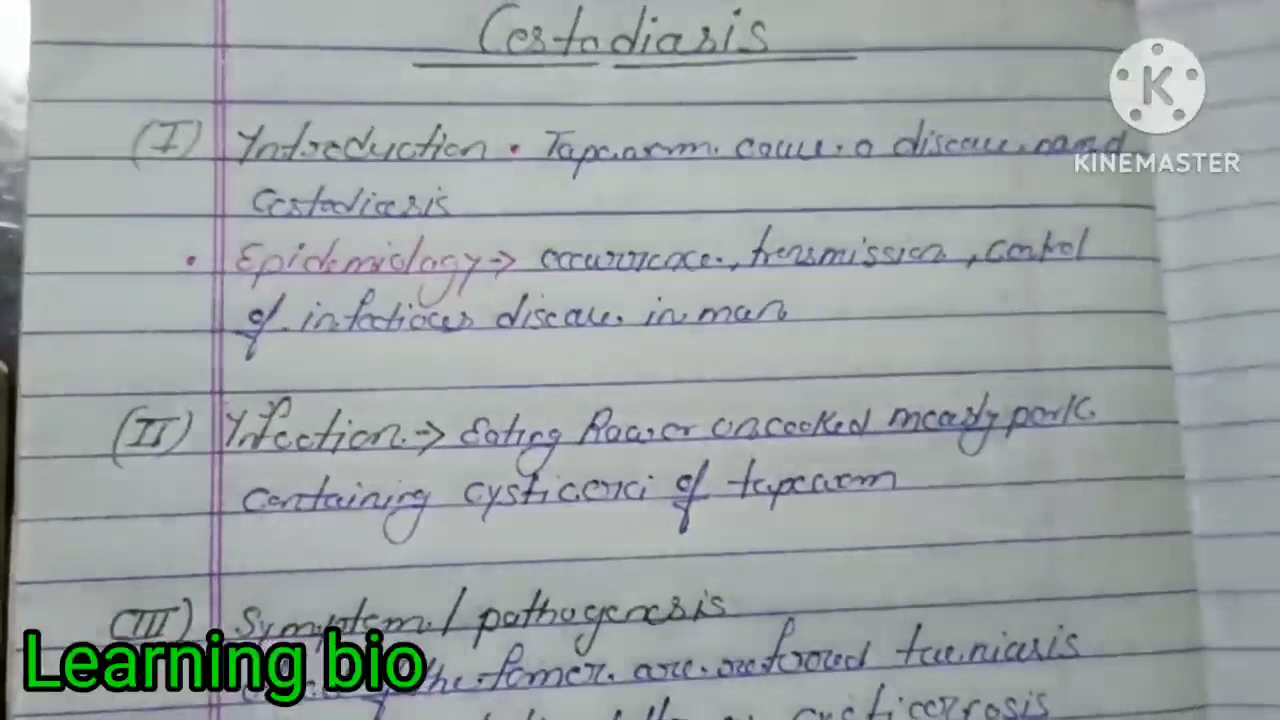 Cestodiasis
(I) Introduction • Tapeworm cause a disease named
Cestodiasis
• Epidemiology → occurrence, transmission, control
of infectious disease in man
(II) Infection → Eating Raw or uncooked measly pork
containing cysticerci of tapeworm
(III) Symptom / pathogenesis
the former are referred taeniasis
cysticercosis
Learning bio
K
KINEMASTER